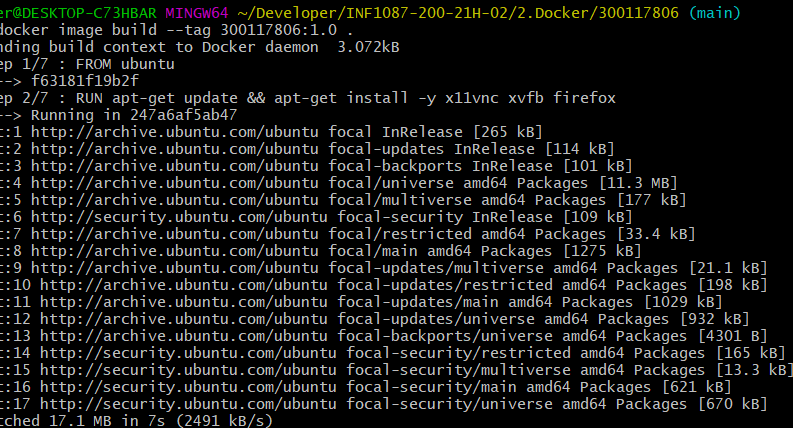 er@DESKTOP-C73HBAR MINGW64 ~/Developer/INF1087-200-21H-02/2.Docker/300117806 (main)
docker image build --tag 300117806:1.0 .
nding build context to Docker daemon  3.072kB
ep 1/7 : FROM ubuntu
--> f63181f19b2f
ep 2/7 : RUN apt-get update && apt-get install -y x11vnc xvfb firefox
--> Running in 247a6af5ab47
t:1 http://archive.ubuntu.com/ubuntu focal InRelease [265 kB]
t:2 http://archive.ubuntu.com/ubuntu focal-updates InRelease [114 kB]
t:3 http://archive.ubuntu.com/ubuntu focal-backports InRelease [101 kB]
t:4 http://archive.ubuntu.com/ubuntu focal/universe amd64 Packages [11.3 MB]
t:5 http://archive.ubuntu.com/ubuntu focal/multiverse amd64 Packages [177 kB]
t:6 http://security.ubuntu.com/ubuntu focal-security InRelease [109 kB]
t:7 http://archive.ubuntu.com/ubuntu focal/restricted amd64 Packages [33.4 kB]
t:8 http://archive.ubuntu.com/ubuntu focal/main amd64 Packages [1275 kB]
t:9 http://archive.ubuntu.com/ubuntu focal-updates/multiverse amd64 Packages [21.1 kB]
t:10 http://archive.ubuntu.com/ubuntu focal-updates/restricted amd64 Packages [198 kB]
t:11 http://archive.ubuntu.com/ubuntu focal-updates/main amd64 Packages [1029 kB]
t:12 http://archive.ubuntu.com/ubuntu focal-updates/universe amd64 Packages [932 kB]
t:13 http://archive.ubuntu.com/ubuntu focal-backports/universe amd64 Packages [4301 B]
t:14 http://security.ubuntu.com/ubuntu focal-security/restricted amd64 Packages [165 kB]
t:15 http://security.ubuntu.com/ubuntu focal-security/multiverse amd64 Packages [13.3 kB]
t:16 http://security.ubuntu.com/ubuntu focal-security/main amd64 Packages [621 kB]
t:17 http://security.ubuntu.com/ubuntu focal-security/universe amd64 Packages [670 kB]
tched 17.1 MB in 7s (2491 kB/s)